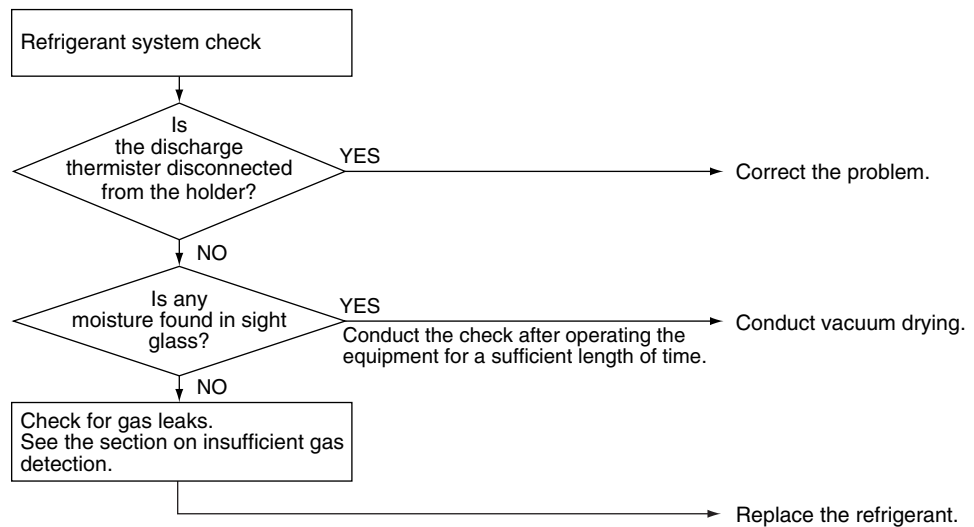 Refrigerant system check
Is
the discharge
thermister disconnected
from the holder?
YES
Correct the problem.
NO
Is any
moisture found in sight
glass?
YES
Conduct the check after operating the
equipment for a sufficient length of time.
Conduct vacuum drying.
NO
Check for gas leaks.
See the section on insufficient gas
detection.
Replace the refrigerant.